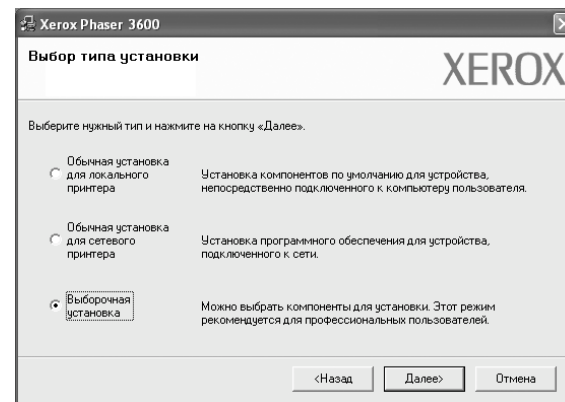 Xerox Phaser 3600
Выбор типа установки
XEROX
Выберите нужный тип и нажмите на кнопку «Далее».
Обычная установка
для локального
принтера
Установка компонентов по умолчанию для устройства,
непосредственно подключенного к компьютеру пользователя.
Обычная установка
для сетевого
принтера
Установка программного обеспечения для устройства,
подключенного к сети.
Выборочная
установка
Можно выбрать компоненты для установки. Этот режим
рекомендуется для профессиональных пользователей.
<Назад
Далее>
Отмена